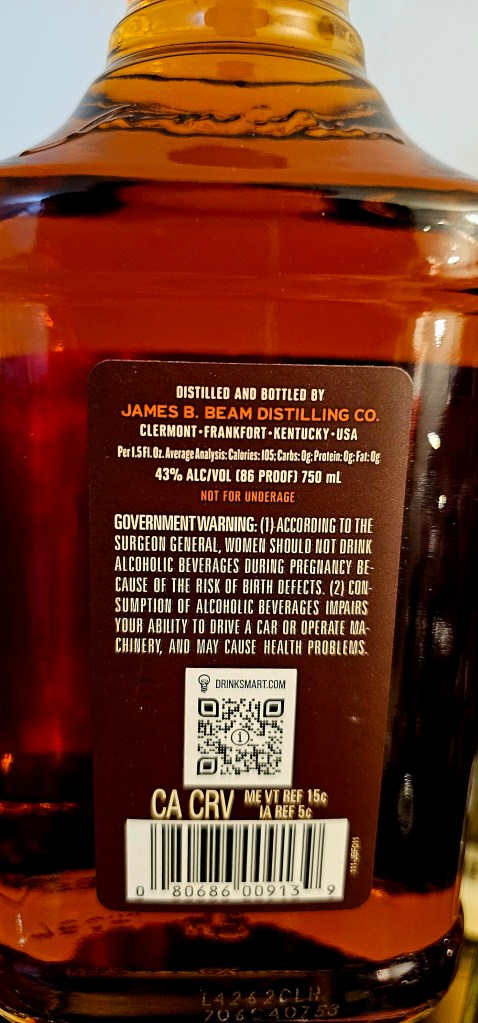 DISTILLED AND BOTTLED BY
JAMES B. BEAM DISTILLING CO.
CLERMONT•FRANKFORT•KENTUCKY•USA
Per 1.5 Fl. Oz. Average Analysis: Calories: 105; Carbs: 0g; Protein: 0g; Fat: 0g
43% ALC/VOL (86 PROOF) 750 mL
NOT FOR UNDERAGE
GOVERNMENT WARNING: (1) ACCORDING TO THE
SURGEON GENERAL, WOMEN SHOULD NOT DRINK
ALCOHOLIC BEVERAGES DURING PREGNANCY BE-
CAUSE OF THE RISK OF BIRTH DEFECTS. (2) CON-
SUMPTION OF ALCOHOLIC BEVERAGES IMPAIRS
YOUR ABILITY TO DRIVE A CAR OR OPERATE MA-
CHINERY, AND MAY CAUSE HEALTH PROBLEMS.
DRINKSMART.COM
i
CA CRV
ME VT REF 15¢
IA REF 5¢
0 80686 00913 9
L4262CLH